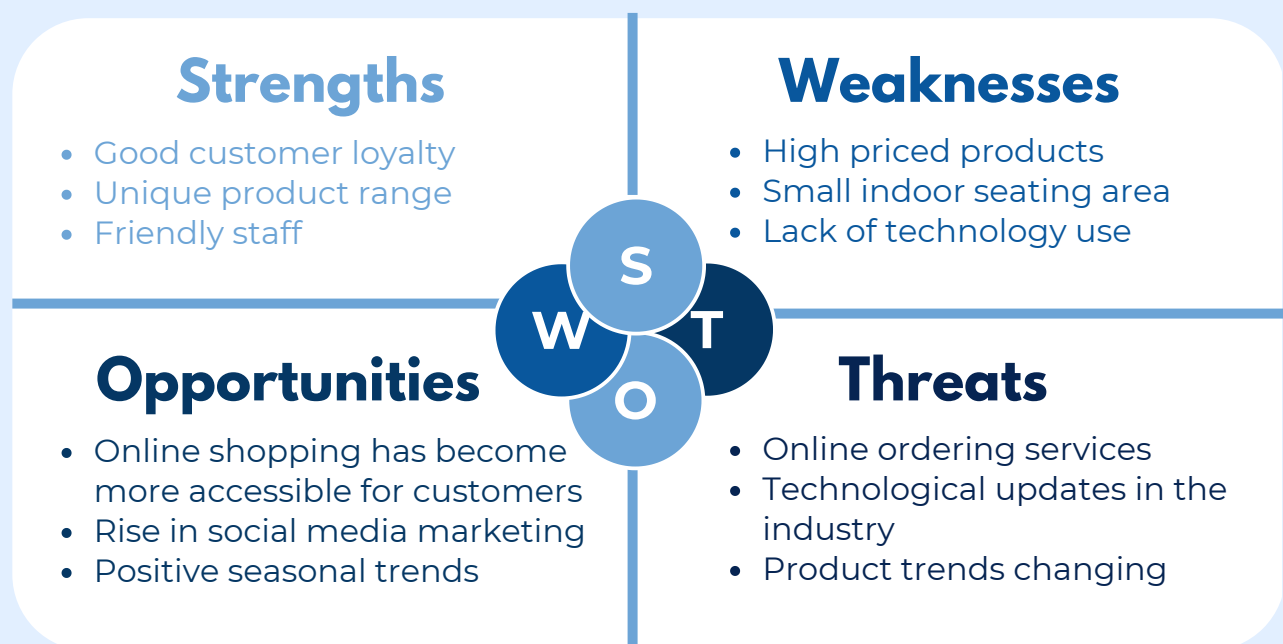 Strengths
• Good customer loyalty
• Unique product range
• Friendly staff
Weaknesses
• High priced products
• Small indoor seating area
• Lack of technology use
S
W
T
O
Opportunities
• Online shopping has become
more accessible for customers
• Rise in social media marketing
• Positive seasonal trends
Threats
• Online ordering services
• Technological updates in the
industry
• Product trends changing